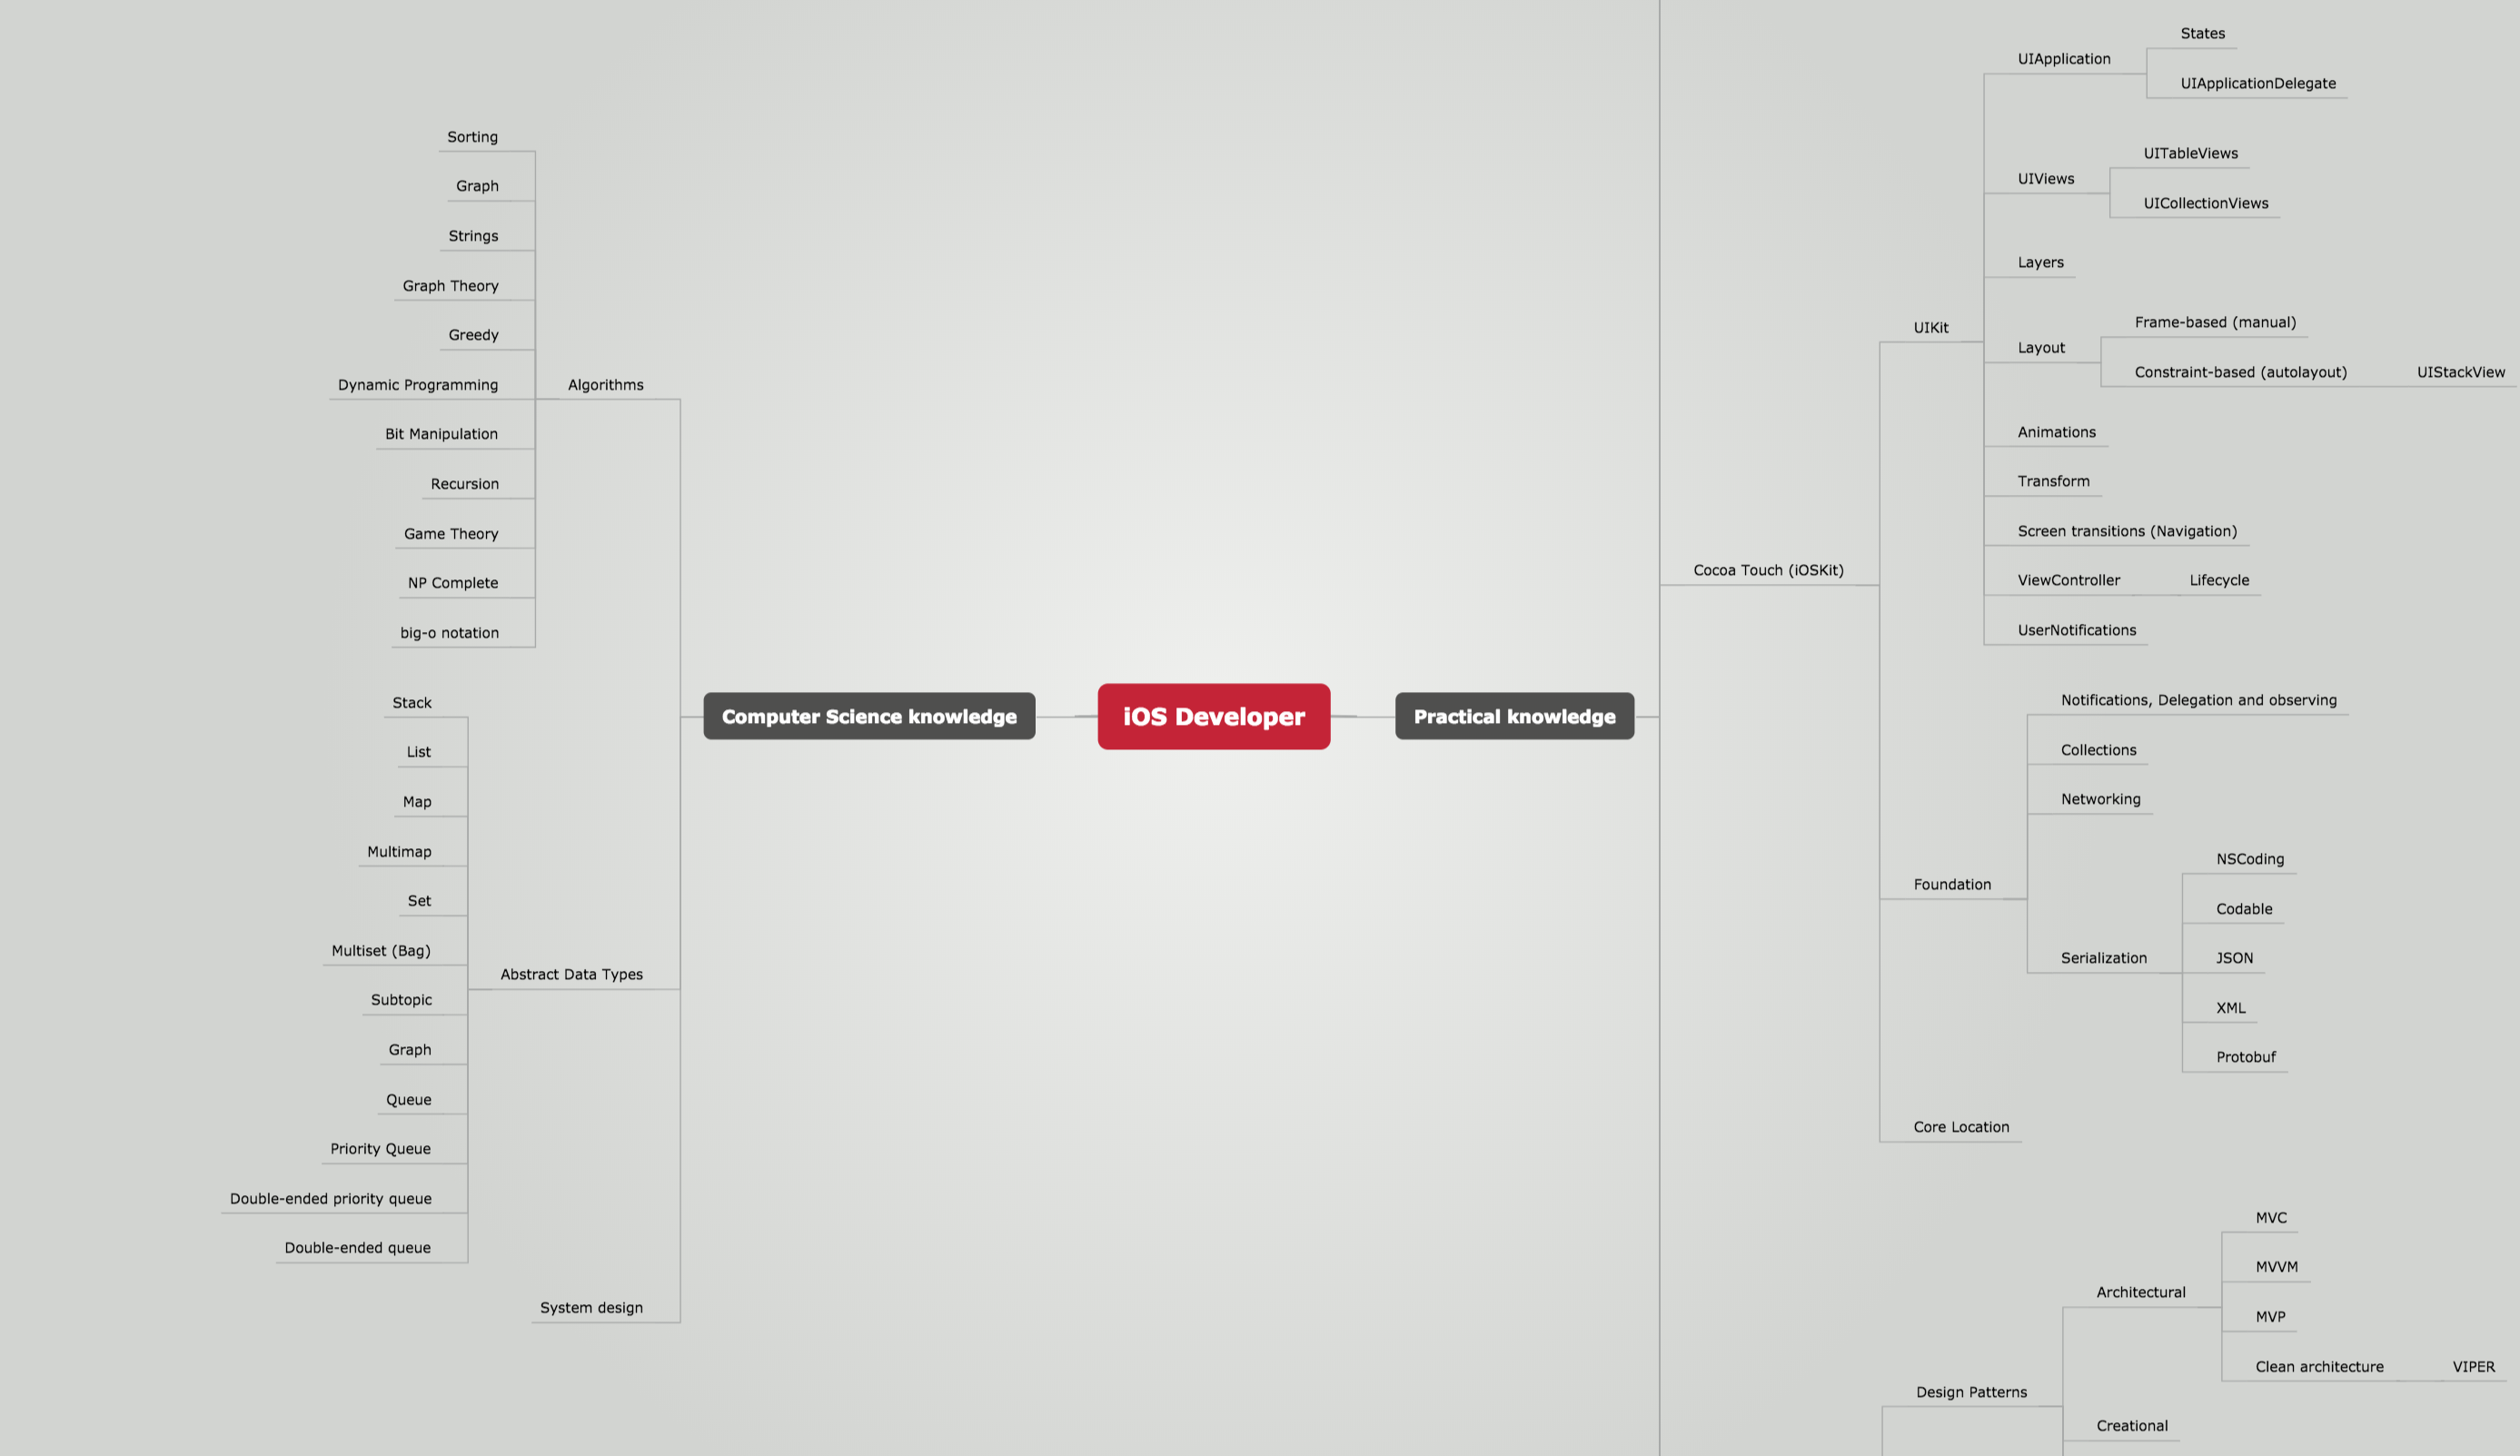 iOS Developer
Computer Science knowledge
Algorithms
Sorting
Graph
Strings
Graph Theory
Greedy
Dynamic Programming
Bit Manipulation
Recursion
Game Theory
NP Complete
big-o notation
Abstract Data Types
Stack
List
Map
Multimap
Set
Multiset (Bag)
Subtopic
Graph
Queue
Priority Queue
Double-ended priority queue
Double-ended queue
System design
Practical knowledge
Cocoa Touch (iOSKit)
UIKit
UIApplication
States
UIApplicationDelegate
UIViews
UITableViews
UICollectionViews
Layers
Layout
Frame-based (manual)
Constraint-based (autolayout)
UIStackView
Animations
Transform
Screen transitions (Navigation)
ViewController
Lifecycle
UserNotifications
Foundation
Notifications, Delegation and observing
Collections
Networking
Serialization
NSCoding
Codable
JSON
XML
Protobuf
Core Location
Design Patterns
Architectural
MVC
MVVM
MVP
Clean architecture
VIPER
Creational